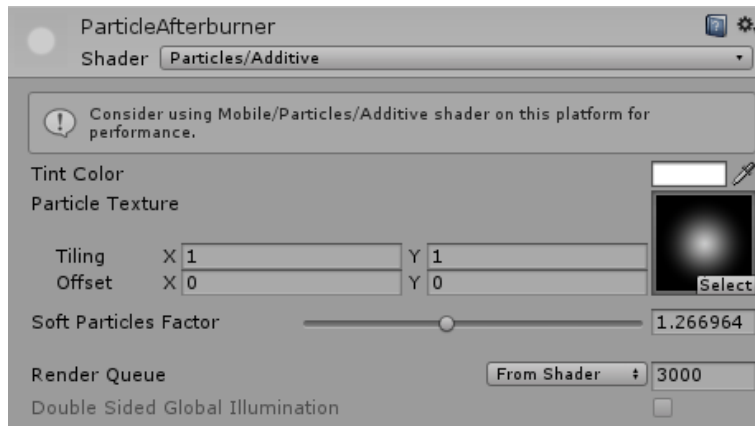 ParticleAfterburner
Shader Particles/Additive
Consider using Mobile/Particles/Additive shader on this platform for
performance.
Tint Color
Particle Texture
Tiling X 1 Y 1
Offset X 0 Y 0
Select
Soft Particles Factor 1.266964
Render Queue From Shader 3000
Double Sided Global Illumination